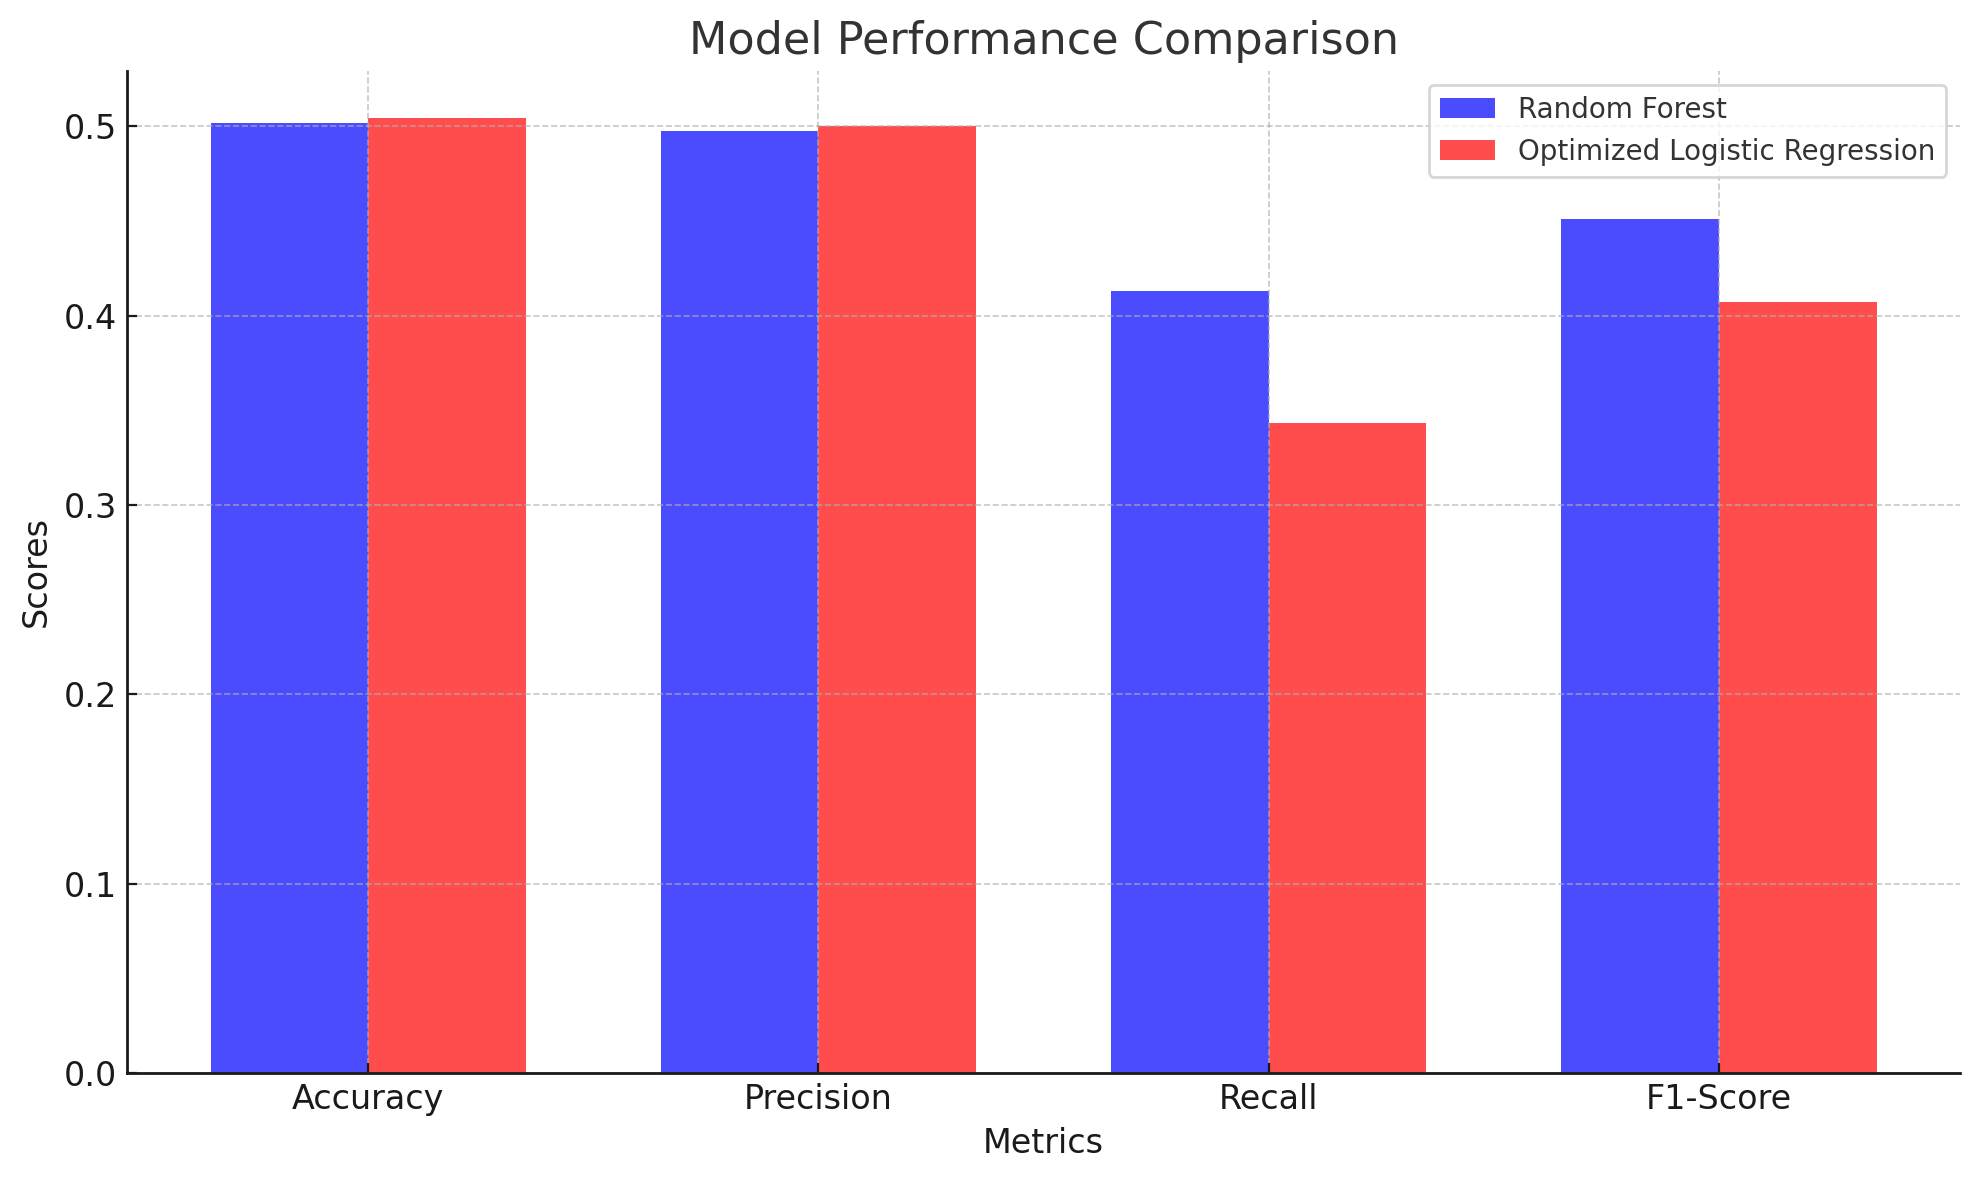 Model Performance Comparison
Random Forest
Optimized Logistic Regression
Scores
0.5
0.4
0.3
0.2
0.1
0.0
Accuracy Precision Recall F1-Score
Metrics